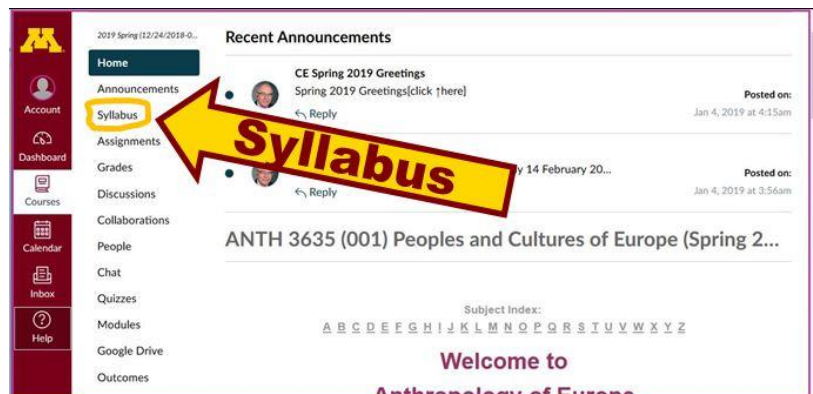 M
Account
Dashboard
Courses
Calendar
Inbox
Help
2019 Spring (12/24/2018-0...
Home
Announcements
Syllabus
Assignments
Grades
Discussions
Collaborations
People
Chat
Quizzes
Modules
Google Drive
Outcomes
Recent Announcements
CE Spring 2019 Greetings
Spring 2019 Greetings[click ↑here]
Reply
Posted on:
Jan 4, 2019 at 4:15am
Syllabus
y 14 February 20...
Reply
Posted on:
Jan 4, 2019 at 3:56am
ANTH 3635 (001) Peoples and Cultures of Europe (Spring 2...
Subject Index:
A B C D E F G H I J K L M N O P Q R S T U V W X Y Z
Welcome to
Anthropology of Europe